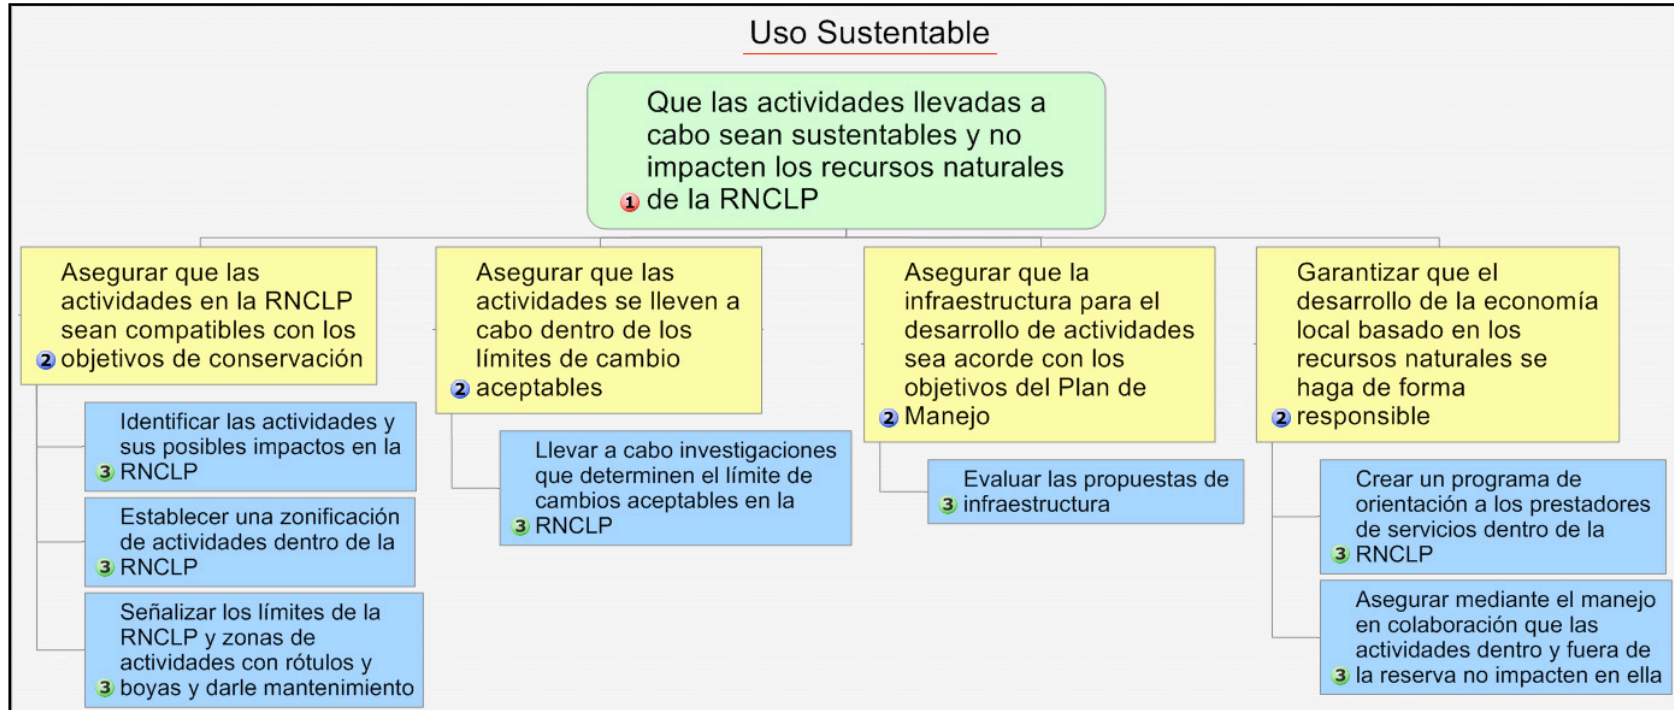 Uso Sustentable
Que las actividades llevadas a
cabo sean sustentables y no
impacten los recursos naturales
1 de la RNCLP
Asegurar que las
actividades en la RNCLP
sean compatibles con los
2 objetivos de conservación
Identificar las actividades y
sus posibles impactos en la
3 RNCLP
Establecer una zonificación
de actividades dentro de la
3 RNCLP
Señalizar los límites de la
RNCLP y zonas de
actividades con rótulos y
3 boyas y darle mantenimiento
Asegurar que las
actividades se lleven a
cabo dentro de los
límites de cambio
2 aceptables
Llevar a cabo investigaciones
que determinen el límite de
cambios aceptables en la
3 RNCLP
Asegurar que la
infraestructura para el
desarrollo de actividades
sea acorde con los
objetivos del Plan de
2 Manejo
Evaluar las propuestas de
3 infraestructura
Garantizar que el
desarrollo de la economía
local basado en los
recursos naturales se
haga de forma
2 responsible
Crear un programa de
orientación a los prestadores
de servicios dentro de la
3 RNCLP
Asegurar mediante el manejo
en colaboración que las
actividades dentro y fuera de
3 la reserva no impacten en ella